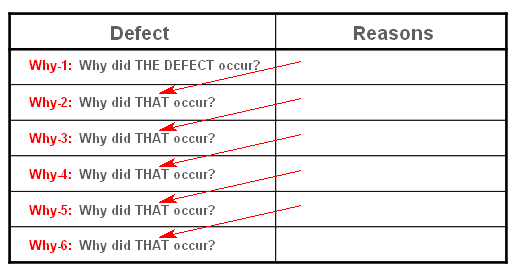 Defect Reasons
Why-1: Why did THE DEFECT occur?
Why-2: Why did THAT occur?
Why-3: Why did THAT occur?
Why-4: Why did THAT occur?
Why-5: Why did THAT occur?
Why-6: Why did THAT occur?